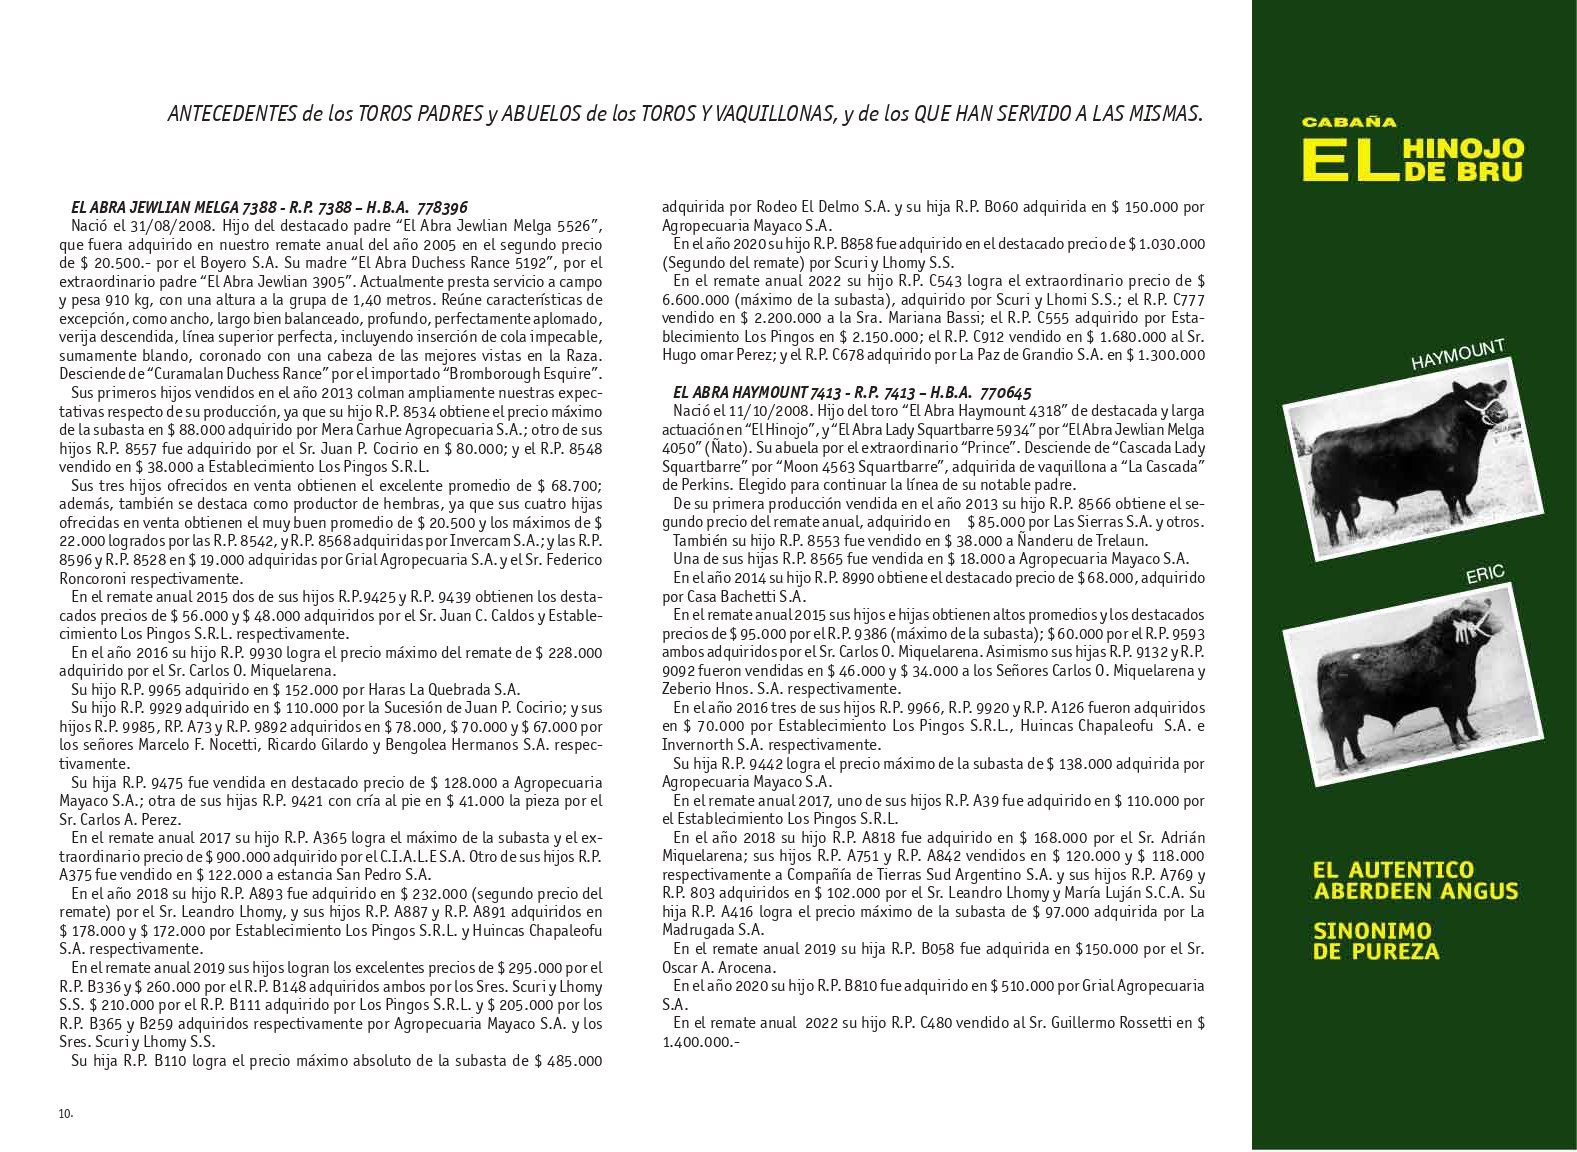 ANTECEDENTES de los TOROS PADRES y ABUELOS de los TOROS Y VAQUILLONAS, y de los QUE HAN SERVIDO A LAS MISMAS.
EL ABRA JEWLIAN MELGA 7388 - R.P. 7388 – H.B.A. 778396
Nació el 31/08/2008. Hijo del destacado padre “El Abra Jewlian Melga 5526”,
que fuera adquirido en nuestro remate anual del año 2005 en el segundo precio
de $ 20.500.- por el Boyero S.A. Su madre “El Abra Duchess Rance 5192”, por el
extraordinario padre “El Abra Jewlian 3905”. Actualmente presta servicio a campo
y pesa 910 kg, con una altura a la grupa de 1,40 metros. Reúne características de
excepción, como ancho, largo bien balanceado, profundo, perfectamente aplomado,
verija descendida, línea superior perfecta, incluyendo inserción de cola impecable,
sumamente blando, coronado con una cabeza de las mejores vistas en la Raza.
Desciende de “Curamalan Duchess Rance” por el importado “Bromborough Esquire”.
Sus primeros hijos vendidos en el año 2013 colman ampliamente nuestras expec-
tativas respecto de su producción, ya que su hijo R.P. 8534 obtiene el precio máximo
de la subasta en $ 88.000 adquirido por Mera Carhue Agropecuaria S.A.; otro de sus
hijos R.P. 8557 fue adquirido por el Sr. Juan P. Cocirio en $ 80.000; y el R.P. 8548
vendido en $ 38.000 a Establecimiento Los Pingos S.R.L.
Sus tres hijos ofrecidos en venta obtienen el excelente promedio de $ 68.700;
además, también se destaca como productor de hembras, ya que sus cuatro hijas
ofrecidas en venta obtienen el muy buen promedio de $ 20.500 y los máximos de $
22.000 logrados por las R.P. 8542, y R.P. 8568 adquiridas por Invercam S.A.; y las R.P.
8596 y R.P. 8528 en $ 19.000 adquiridas por Grial Agropecuaria S.A. y el Sr. Federico
Roncoroni respectivamente.
En el remate anual 2015 dos de sus hijos R.P.9425 y R.P. 9439 obtienen los desta-
cados precios de $ 56.000 y $ 48.000 adquiridos por el Sr. Juan C. Caldos y Estable-
cimiento Los Pingos S.R.L. respectivamente.
En el año 2016 su hijo R.P. 9930 logra el precio máximo del remate de $ 228.000
adquirido por el Sr. Carlos O. Miquelarena.
Su hijo R.P. 9965 adquirido en $ 152.000 por Haras La Quebrada S.A.
Su hijo R.P. 9929 adquirido en $ 110.000 por la Sucesión de Juan P. Cocirio; y sus
hijos R.P. 9985, RP. A73 y R.P. 9892 adquiridos en $ 78.000, $ 70.000 y $ 67.000 por
los señores Marcelo F. Nocetti, Ricardo Gilardo y Bengolea Hermanos S.A. respec-
tivamente.
Su hija R.P. 9475 fue vendida en destacado precio de $ 128.000 a Agropecuaria
Mayaco S.A.; otra de sus hijas R.P. 9421 con cría al pie en $ 41.000 la pieza por el
Sr. Carlos A. Perez.
En el remate anual 2017 su hijo R.P. A365 logra el máximo de la subasta y el ex-
traordinario precio de $ 900.000 adquirido por el C.I.A.L.E S.A. Otro de sus hijos R.P.
A375 fue vendido en $ 122.000 a estancia San Pedro S.A.
En el año 2018 su hijo R.P. A893 fue adquirido en $ 232.000 (segundo precio del
remate) por el Sr. Leandro Lhomy, y sus hijos R.P. A887 y R.P. A891 adquiridos en
$ 178.000 y $ 172.000 por Establecimiento Los Pingos S.R.L. y Huincas Chapaleofu
S.A. respectivamente.
En el remate anual 2019 sus hijos logran los excelentes precios de $ 295.000 por el
R.P. B336 y $ 260.000 por el R.P. B148 adquiridos ambos por los Sres. Scuri y Lhomy
S.S. $ 210.000 por el R.P. B111 adquirido por Los Pingos S.R.L. y $ 205.000 por los
R.P. B365 y B259 adquiridos respectivamente por Agropecuaria Mayaco S.A. y los
Sres. Scuri y Lhomy S.S.
Su hija R.P. B110 logra el precio máximo absoluto de la subasta de $ 485.000
adquirida por Rodeo El Delmo S.A. y su hija R.P. B060 adquirida en $ 150.000 por
Agropecuaria Mayaco S.A.
En el año 2020 su hijo R.P. B858 fue adquirido en el destacado precio de $ 1.030.000
(Segundo del remate) por Scuri y Lhomy S.S.
En el remate anual 2022 su hijo R.P. C543 logra el extraordinario precio de $
6.600.000 (máximo de la subasta), adquirido por Scuri y Lhomi S.S.; el R.P. C777
vendido en $ 2.200.000 a la Sra. Mariana Bassi; el R.P. C555 adquirido por Esta-
blecimiento Los Pingos en $ 2.150.000; el R.P. C912 vendido en $ 1.680.000 al Sr.
Hugo omar Perez; y el R.P. C678 adquirido por La Paz de Grandio S.A. en $ 1.300.000
EL ABRA HAYMOUNT 7413 - R.P. 7413 – H.B.A. 770645
Nació el 11/10/2008. Hijo del toro “El Abra Haymount 4318” de destacada y larga
actuación en “El Hinojo”, y “El Abra Lady Squartbarre 5934” por “El Abra Jewlian Melga
4050” (Ñato). Su abuela por el extraordinario “Prince”. Desciende de “Cascada Lady
Squartbarre” por “Moon 4563 Squartbarre”, adquirida de vaquillona a “La Cascada”
de Perkins. Elegido para continuar la línea de su notable padre.
De su primera producción vendida en el año 2013 su hijo R.P. 8566 obtiene el se-
gundo precio del remate anual, adquirido en $ 85.000 por Las Sierras S.A. y otros.
También su hijo R.P. 8553 fue vendido en $ 38.000 a Ñanderu de Trelaun.
Una de sus hijas R.P. 8565 fue vendida en $ 18.000 a Agropecuaria Mayaco S.A.
En el año 2014 su hijo R.P. 8990 obtiene el destacado precio de $ 68.000, adquirido
por Casa Bachetti S.A.
En el remate anual 2015 sus hijos e hijas obtienen altos promedios y los destacados
precios de $ 95.000 por el R.P. 9386 (máximo de la subasta); $ 60.000 por el R.P. 9593
ambos adquiridos por el Sr. Carlos O. Miquelarena. Asimismo sus hijas R.P. 9132 y R.P.
9092 fueron vendidas en $ 46.000 y $ 34.000 a los Señores Carlos O. Miquelarena y
Zeberio Hnos. S.A. respectivamente.
En el año 2016 tres de sus hijos R.P. 9966, R.P. 9920 y R.P. A126 fueron adquiridos
en $ 70.000 por Establecimiento Los Pingos S.R.L., Huincas Chapaleofu S.A. e
Invernorth S.A. respectivamente.
Su hija R.P. 9442 logra el precio máximo de la subasta de $ 138.000 adquirida por
Agropecuaria Mayaco S.A.
En el remate anual 2017, uno de sus hijos R.P. A39 fue adquirido en $ 110.000 por
el Establecimiento Los Pingos S.R.L.
En el año 2018 su hijo R.P. A818 fue adquirido en $ 168.000 por el Sr. Adrián
Miquelarena; sus hijos R.P. A751 y R.P. A842 vendidos en $ 120.000 y $ 118.000
respectivamente a Compañía de Tierras Sud Argentino S.A. y sus hijos R.P. A769 y
R.P. 803 adquiridos en $ 102.000 por el Sr. Leandro Lhomy y María Luján S.C.A. Su
hija R.P. A416 logra el precio máximo de la subasta de $ 97.000 adquirida por La
Madrugada S.A.
En el remate anual 2019 su hija R.P. B058 fue adquirida en $150.000 por el Sr.
Oscar A. Arocena.
En el año 2020 su hijo R.P. B810 fue adquirido en $ 510.000 por Grial Agropecuaria
S.A.
En el remate anual 2022 su hijo R.P. C480 vendido al Sr. Guillermo Rossetti en $
1.400.000.-
10.
CABAÑA
EL HINOJO
DE BRU
HAYMOUNT
ERIC
EL AUTENTICO
ABERDEEN ANGUS
SINONIMO
DE PUREZA